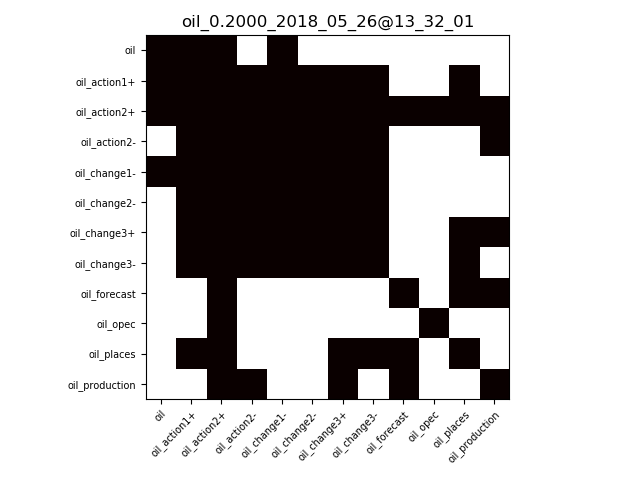 oil_0.2000_2018_05_26@13_32_01
oil
oil_action1+
oil_action2+
oil_action2-
oil_change1-
oil_change2-
oil_change3+
oil_change3-
oil_forecast
oil_opec
oil_places
oil_production
oil
oil_action1+
oil_action2+
oil_action2-
oil_change1-
oil_change2-
oil_change3+
oil_change3-
oil_forecast
oil_opec
oil_places
oil_production